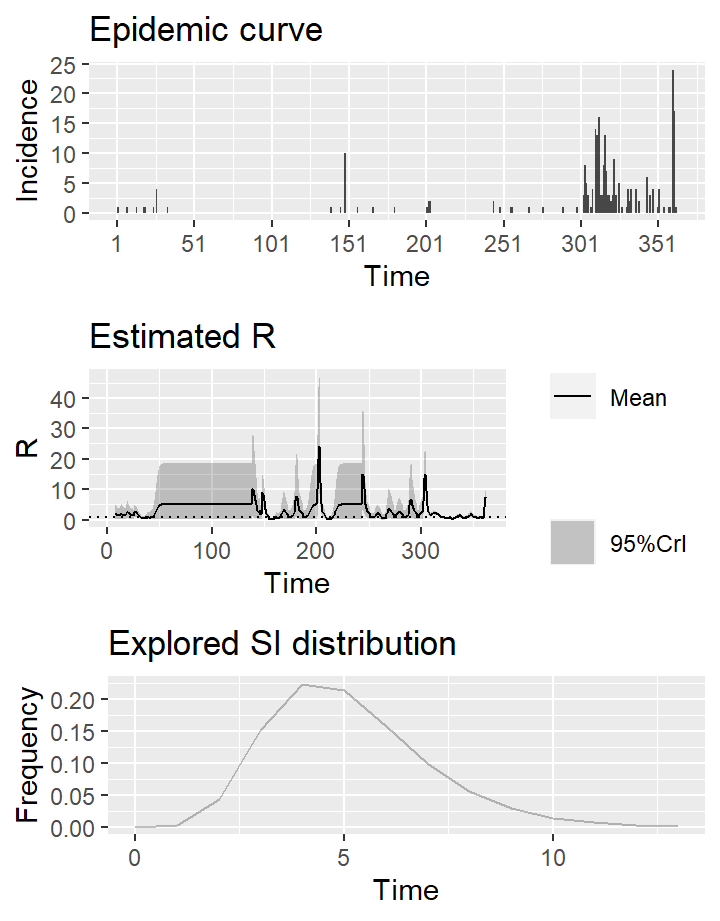 Epidemic curve
Incidence
25
20
15
10
5
0
1 51 101 151 201 251 301 351
Time
Estimated R
R
40
30
20
10
0
0 100 200 300
Time
Mean
95%CrI
Explored SI distribution
Frequency
0.20
0.15
0.10
0.05
0.00
0 5 10
Time